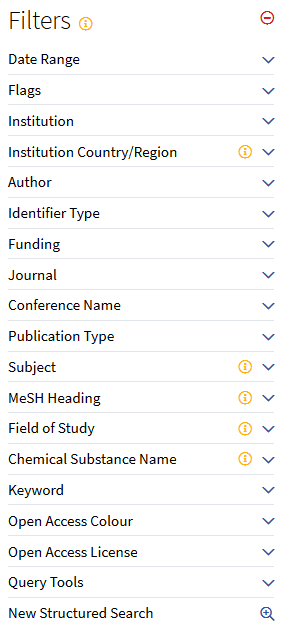 Filters
Date Range
Flags
Institution
Institution Country/Region
Author
Identifier Type
Funding
Journal
Conference Name
Publication Type
Subject
MeSH Heading
Field of Study
Chemical Substance Name
Keyword
Open Access Colour
Open Access License
Query Tools
New Structured Search